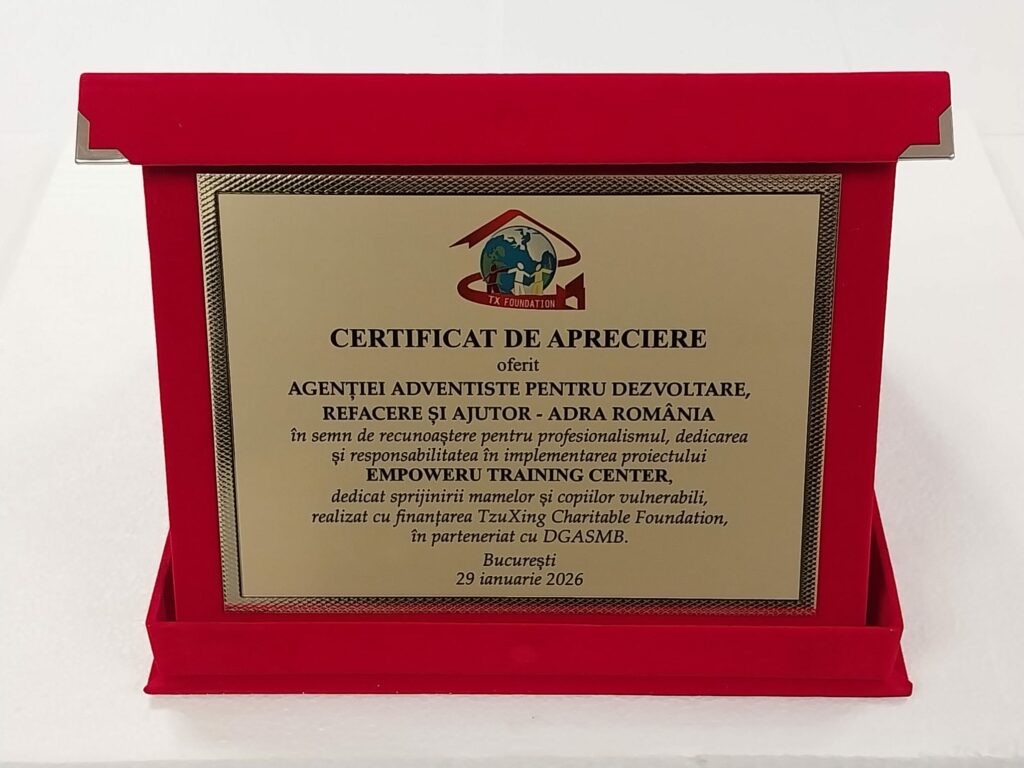 TX FOUNDATION
CERTIFICAT DE APRECIERE
oferit
AGENȚIEI ADVENTISTE PENTRU DEZVOLTARE,
REFACERE ȘI AJUTOR - ADRA ROMÂNIA
în semn de recunoaștere pentru profesionalismul, dedicarea
și responsabilitatea în implementarea proiectului
EMPOWERU TRAINING CENTER,
dedicat sprijinirii mamelor și copiilor vulnerabili,
realizat cu finanțarea TzuXing Charitable Foundation,
în parteneriat cu DGASMB.
București
29 ianuarie 2026